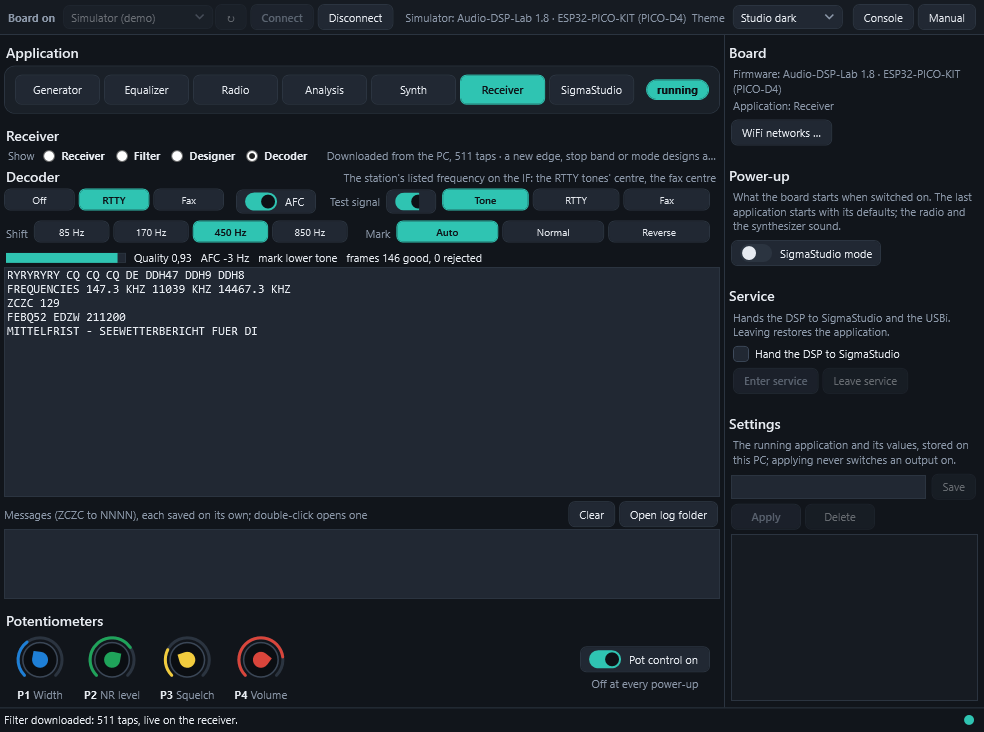 Board on Simulator (demo) ↻ Connect Disconnect Simulator: Audio-DSP-Lab 1.8 · ESP32-PICO-KIT (PICO-D4) Theme Studio dark Console Manual
Application
Generator Equalizer Radio Analysis Synth Receiver SigmaStudio running
Receiver
Show Receiver Filter Designer Decoder Downloaded from the PC, 511 taps · a new edge, stop band or mode designs a...
Decoder The station's listed frequency on the IF: the RTTY tones' centre, the fax centre
Off RTTY Fax AFC Test signal Tone RTTY Fax
Shift 85 Hz 170 Hz 450 Hz 850 Hz Mark Auto Normal Reverse
Quality 0,93 AFC -3 Hz mark lower tone frames 146 good, 0 rejected
RYRYRYRY CQ CQ CQ DE DDH47 DDH9 DDH8
FREQUENCIES 147.3 KHZ 11039 KHZ 14467.3 KHZ
ZCZC 129
FEBQ52 EDZW 211200
MITTELFRIST - SEEWETTERBERICHT FUER DI
Messages (ZCZC to NNNN), each saved on its own; double-click opens one Clear Open log folder
Potentiometers
P1 Width P2 NR level P3 Squelch P4 Volume
Pot control on
Off at every power-up
Board
Firmware: Audio-DSP-Lab 1.8 · ESP32-PICO-KIT
(PICO-D4)
Application: Receiver
WiFi networks ...
Power-up
What the board starts when switched on. The last
application starts with its defaults; the radio and
the synthesizer sound.
SigmaStudio mode
Service
Hands the DSP to SigmaStudio and the USBi.
Leaving restores the application.
Hand the DSP to SigmaStudio
Enter service Leave service
Settings
The running application and its values, stored on
this PC; applying never switches an output on.
Save
Apply Delete
Filter downloaded: 511 taps, live on the receiver.